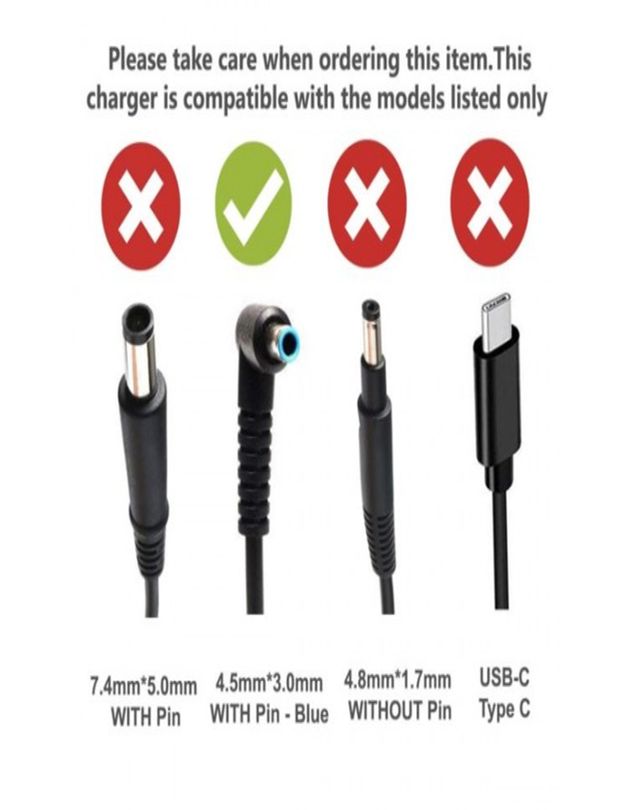 Please take care when ordering this item.This
charger is compatible with the models listed only
7.4mm*5.0mm
WITH Pin
4.5mm*3.0mm
WITH Pin - Blue
4.8mm*1.7mm
WITHOUT Pin
USB-C
Type C